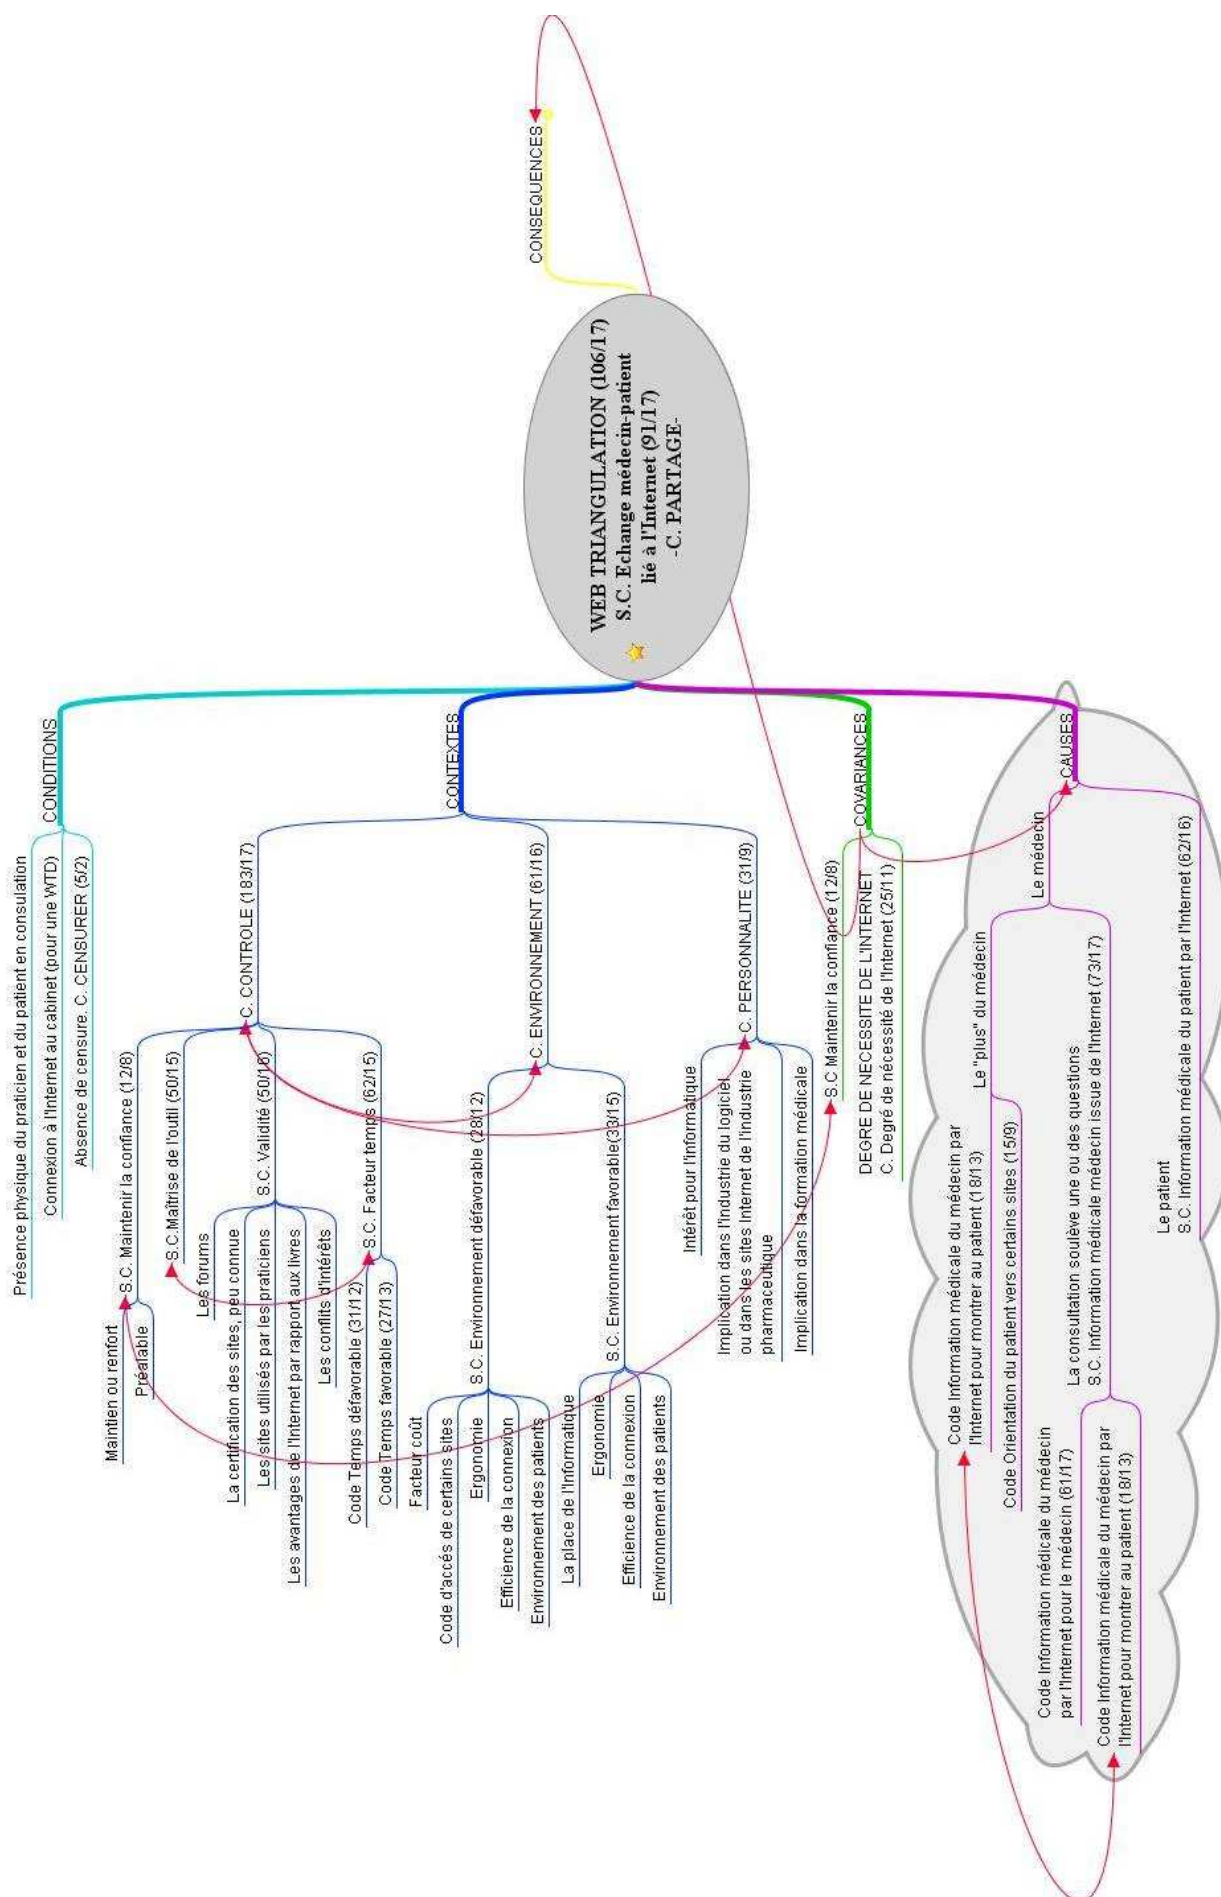 CONSEQUENCES
WEB TRIANGULATION (106/17)
S.C. Echange médecin-patient
lié à l'Internet (91/17)
-C. PARTAGE-
CONDITIONS
Présence physique du praticien et du patient en consulation
Connexion à l'Internet au cabinet (pour une WTD)
Absence de censure. C. CENSURER (5/2)
CONTEXTES
C. CONTROLE (183/17)
S.C. Maintenir la confiance (12/8)
Maintien ou renfort
Préalable
S.C.Maîtrise de l'outil (50/15)
S.C. Validité (50/16)
Les forums
La certification des sites, peu connue
Les sites utilisés par les praticiens
Les avantages de l'Internet par rapport aux livres
Les conflits d'intérêts
S.C. Facteur temps (62/15)
Code Temps défavorable (31/12)
Code Temps favorable (27/13)
C. ENVIRONNEMENT (61/16)
S.C. Environnement défavorable (28/12)
Facteur coût
Code d'accés de certains sites
Ergonomie
Efficience de la connexion
Environnement des patients
S.C. Environnement favorable(33/15)
La place de l'informatique
Ergonomie
Efficience de la connexion
Environnement des patients
C. PERSONNALITE (31/9)
Intérêt pour l'informatique
Implication dans l'industrie du logiciel
ou dans les sites Internet de l'industrie
pharmaceutique
Implication dans la formation médicale
COVARIANCES
S.C Maintenir la confiance (12/8)
DEGRE DE NECESSITE DE L'INTERNET
C. Degré de nécessité de l'Internet (25/11)
CAUSES
Le médecin
Le "plus" du médecin
Code Information médicale du médecin par
l'Internet pour montrer au patient (18/13)
Code Orientation du patient vers certains sites (15/9)
La consultation soulève une ou des questions
S.C. Information médicale médecin issue de l'Internet (73/17)
Code Information médicale du médecin
par l'Internet pour le médecin (61/17)
Code Information médicale du médecin par
l'Internet pour montrer au patient (18/13)
Le patient
S.C. Information médicale du patient par l'Internet (62/16)